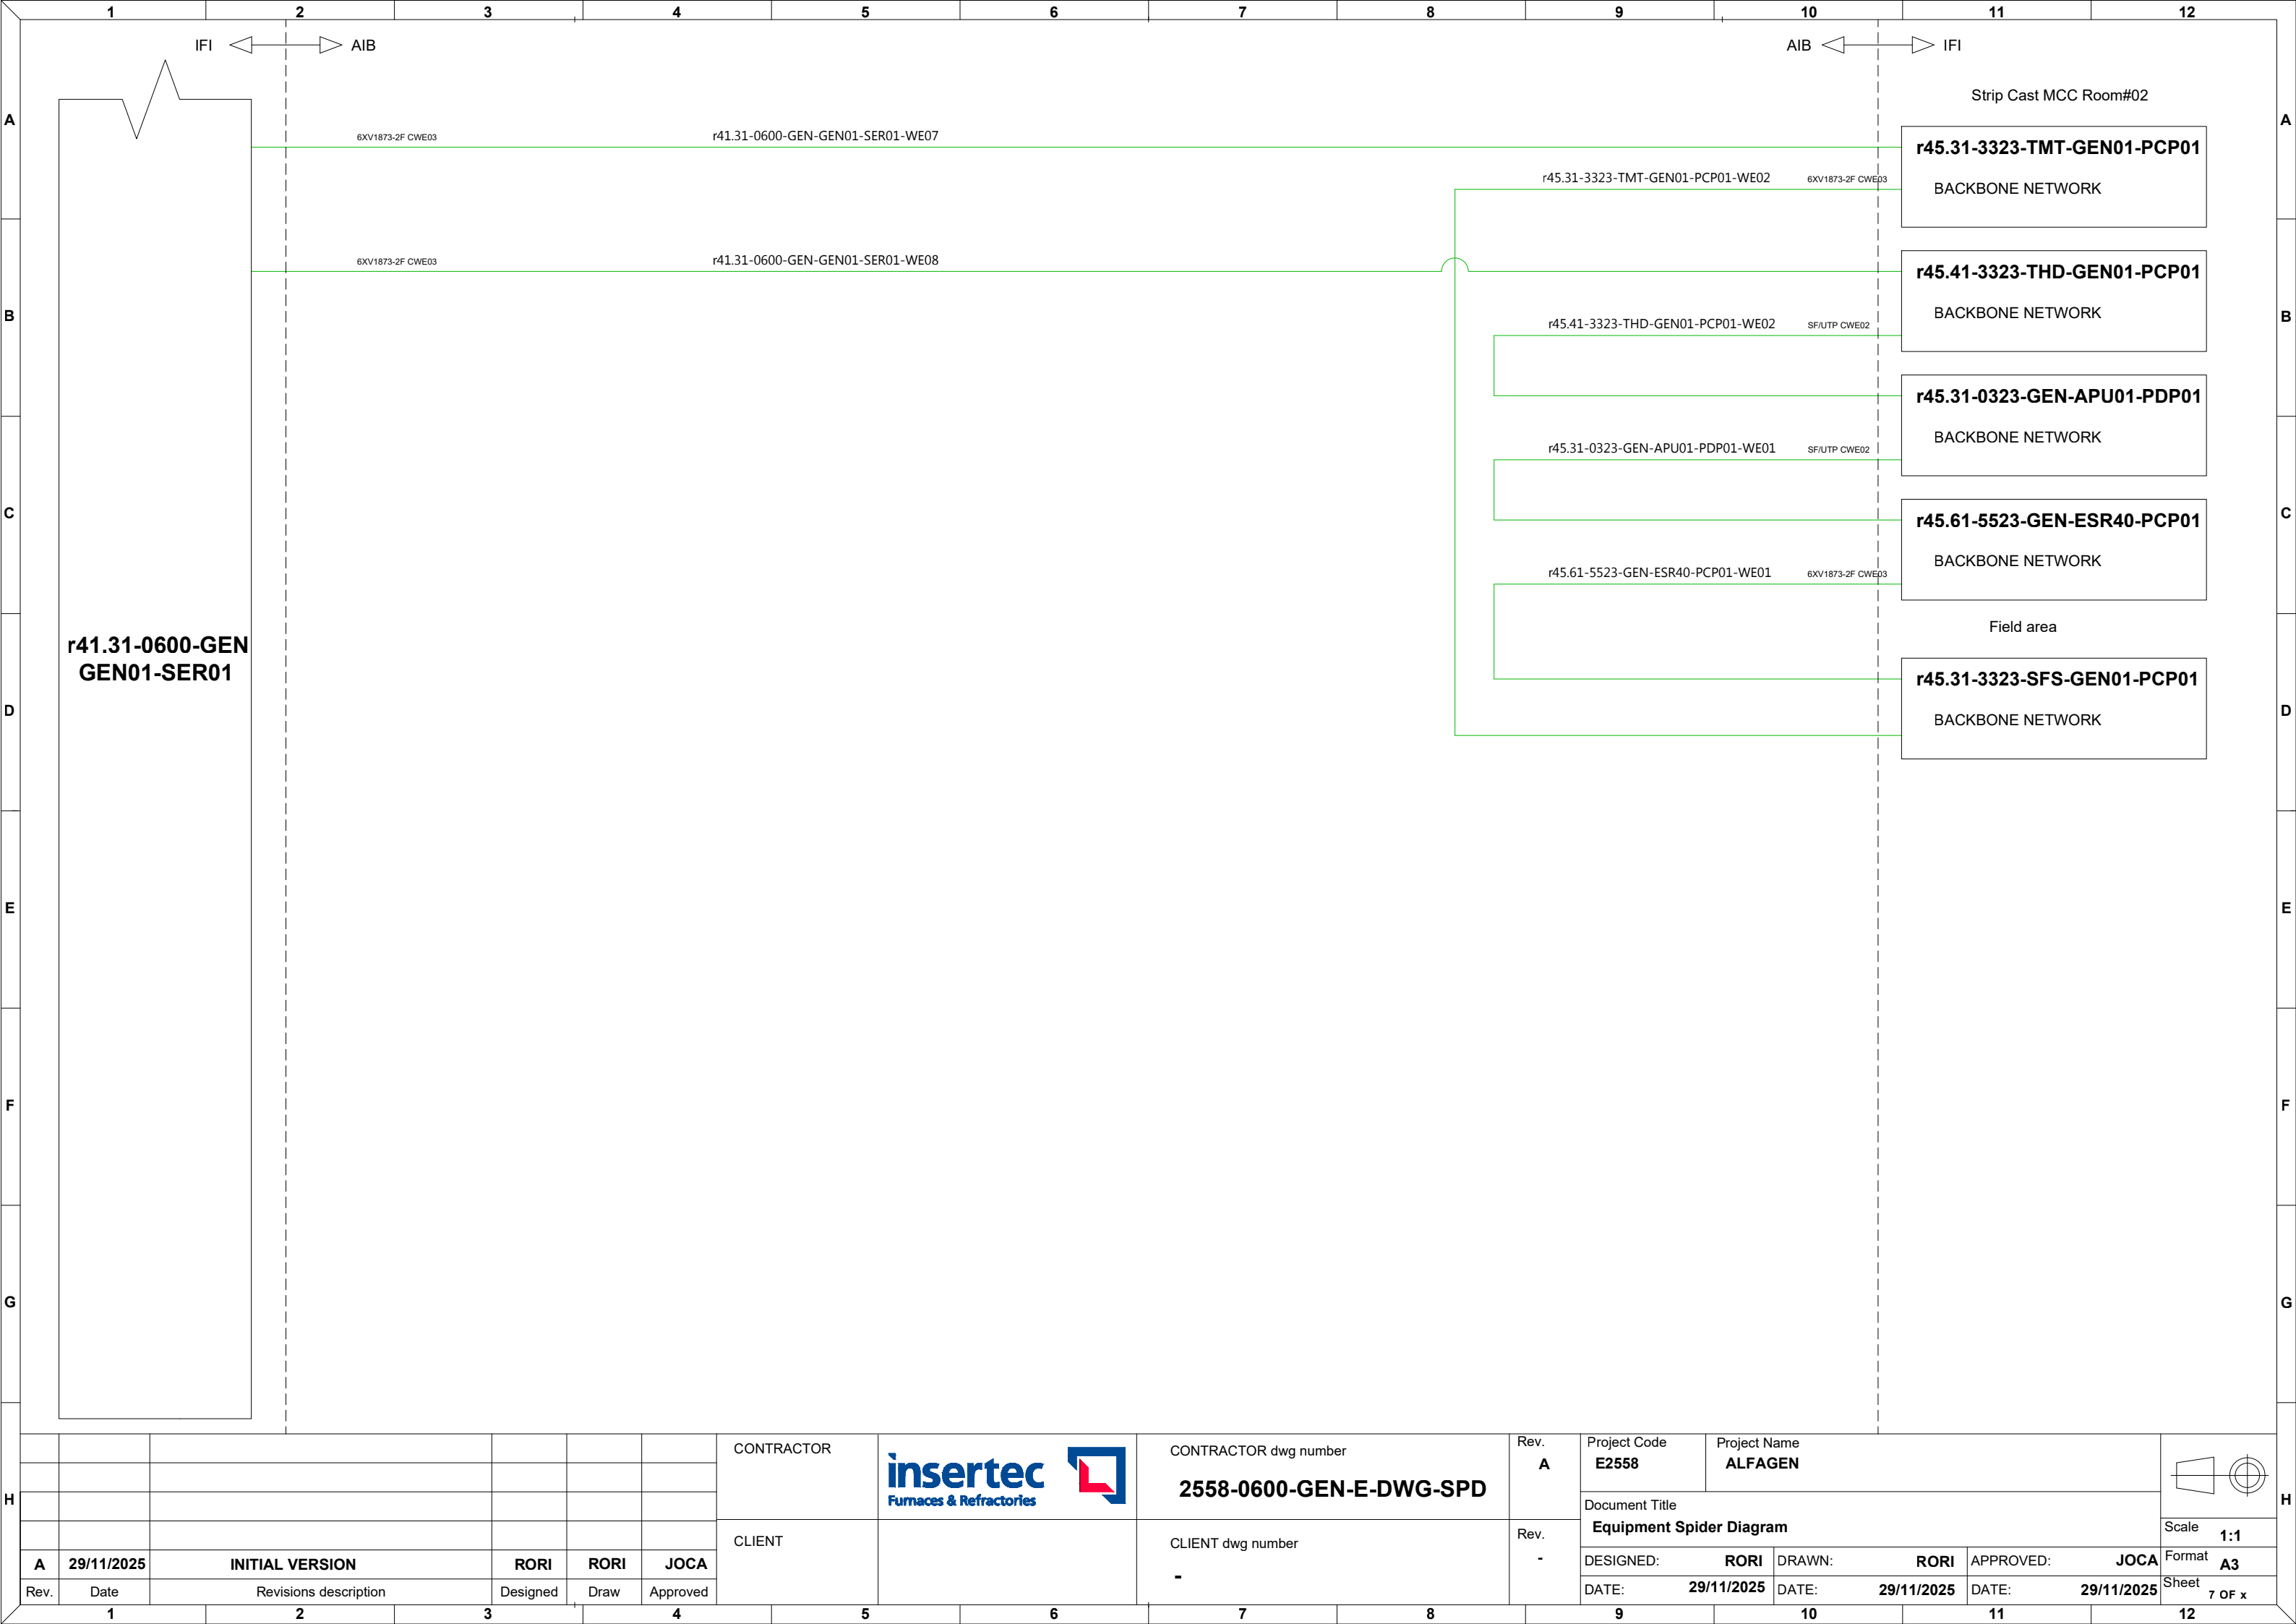 1 2 3 4 5 6 7 8 9 10 11 12
IFI AIB
AIB IFI
Strip Cast MCC Room#02
A A
6XV1873-2F CWE03
r41.31-0600-GEN-GEN01-SER01-WE07
r45.31-3323-TMT-GEN01-PCP01
r45.31-3323-TMT-GEN01-PCP01-WE02
6XV1873-2F CWE03
BACKBONE NETWORK
6XV1873-2F CWE03
r41.31-0600-GEN-GEN01-SER01-WE08
r45.41-3323-THD-GEN01-PCP01
BACKBONE NETWORK
B B
r45.41-3323-THD-GEN01-PCP01-WE02
SF/UTP CWE02
r45.31-0323-GEN-APU01-PDP01
BACKBONE NETWORK
r45.31-0323-GEN-APU01-PDP01-WE01
SF/UTP CWE02
C C
r45.61-5523-GEN-ESR40-PCP01
BACKBONE NETWORK
r45.61-5523-GEN-ESR40-PCP01-WE01
6XV1873-2F CWE03
Field area
r41.31-0600-GEN
GEN01-SER01
r45.31-3323-SFS-GEN01-PCP01
BACKBONE NETWORK
D D
E E
F F
G G
H H
A 29/11/2025 INITIAL VERSION RORI RORI JOCA
Rev. Date Revisions description Designed Draw Approved
CONTRACTOR
insertec
Furnaces & Refractories
CLIENT
CONTRACTOR dwg number
2558-0600-GEN-E-DWG-SPD
CLIENT dwg number
-
Rev.
A
Rev.
-
Project Code
E2558
Project Name
ALFAGEN
Document Title
Equipment Spider Diagram
DESIGNED: RORI DRAWN: RORI APPROVED: JOCA
DATE: 29/11/2025 DATE: 29/11/2025 DATE: 29/11/2025
Scale 1:1
Format A3
Sheet 7 OF x
1 2 3 4 5 6 7 8 9 10 11 12